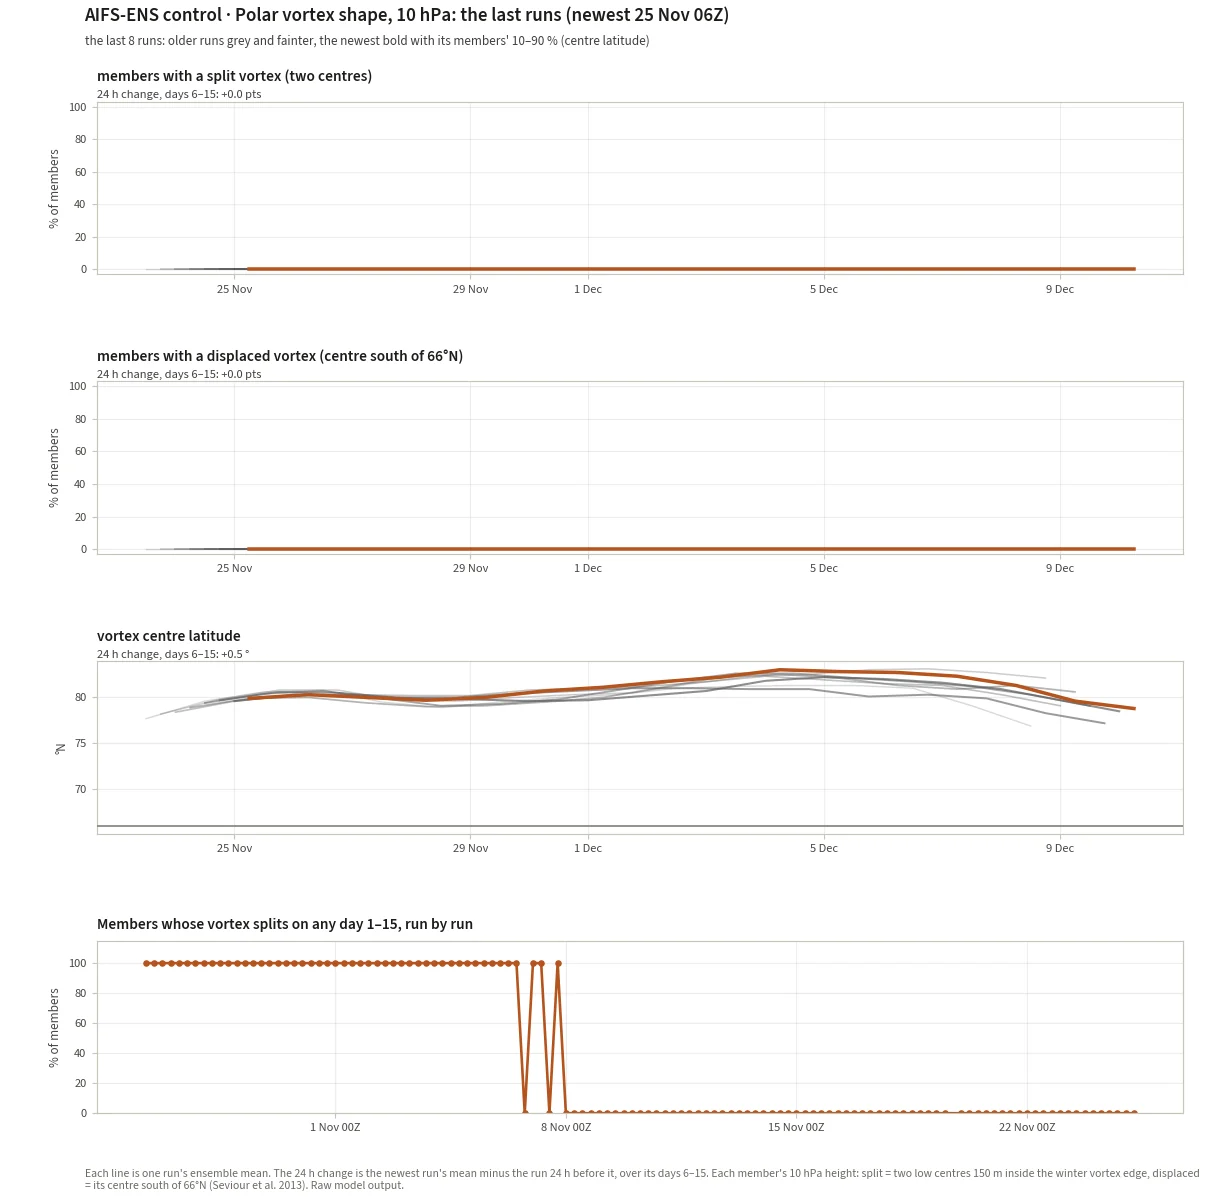 AIFS-ENS control · Polar vortex shape, 10 hPa: the last runs (newest 25 Nov 06Z)
the last 8 runs: older runs grey and fainter, the newest bold with its members' 10–90 % (centre latitude)
members with a split vortex (two centres)
24 h change, days 6–15: +0.0 pts
100
80
60
40
20
0
% of members
25 Nov
29 Nov
1 Dec
5 Dec
9 Dec
members with a displaced vortex (centre south of 66°N)
24 h change, days 6–15: +0.0 pts
100
80
60
40
20
0
% of members
25 Nov
29 Nov
1 Dec
5 Dec
9 Dec
vortex centre latitude
24 h change, days 6–15: +0.5 °
80
75
70
°N
25 Nov
29 Nov
1 Dec
5 Dec
9 Dec
Members whose vortex splits on any day 1–15, run by run
100
80
60
40
20
0
% of members
1 Nov 00Z
8 Nov 00Z
15 Nov 00Z
22 Nov 00Z
Each line is one run's ensemble mean. The 24 h change is the newest run's mean minus the run 24 h before it, over its days 6–15. Each member's 10 hPa height: split = two low centres 150 m inside the winter vortex edge, displaced
= its centre south of 66°N (Seviour et al. 2013). Raw model output.